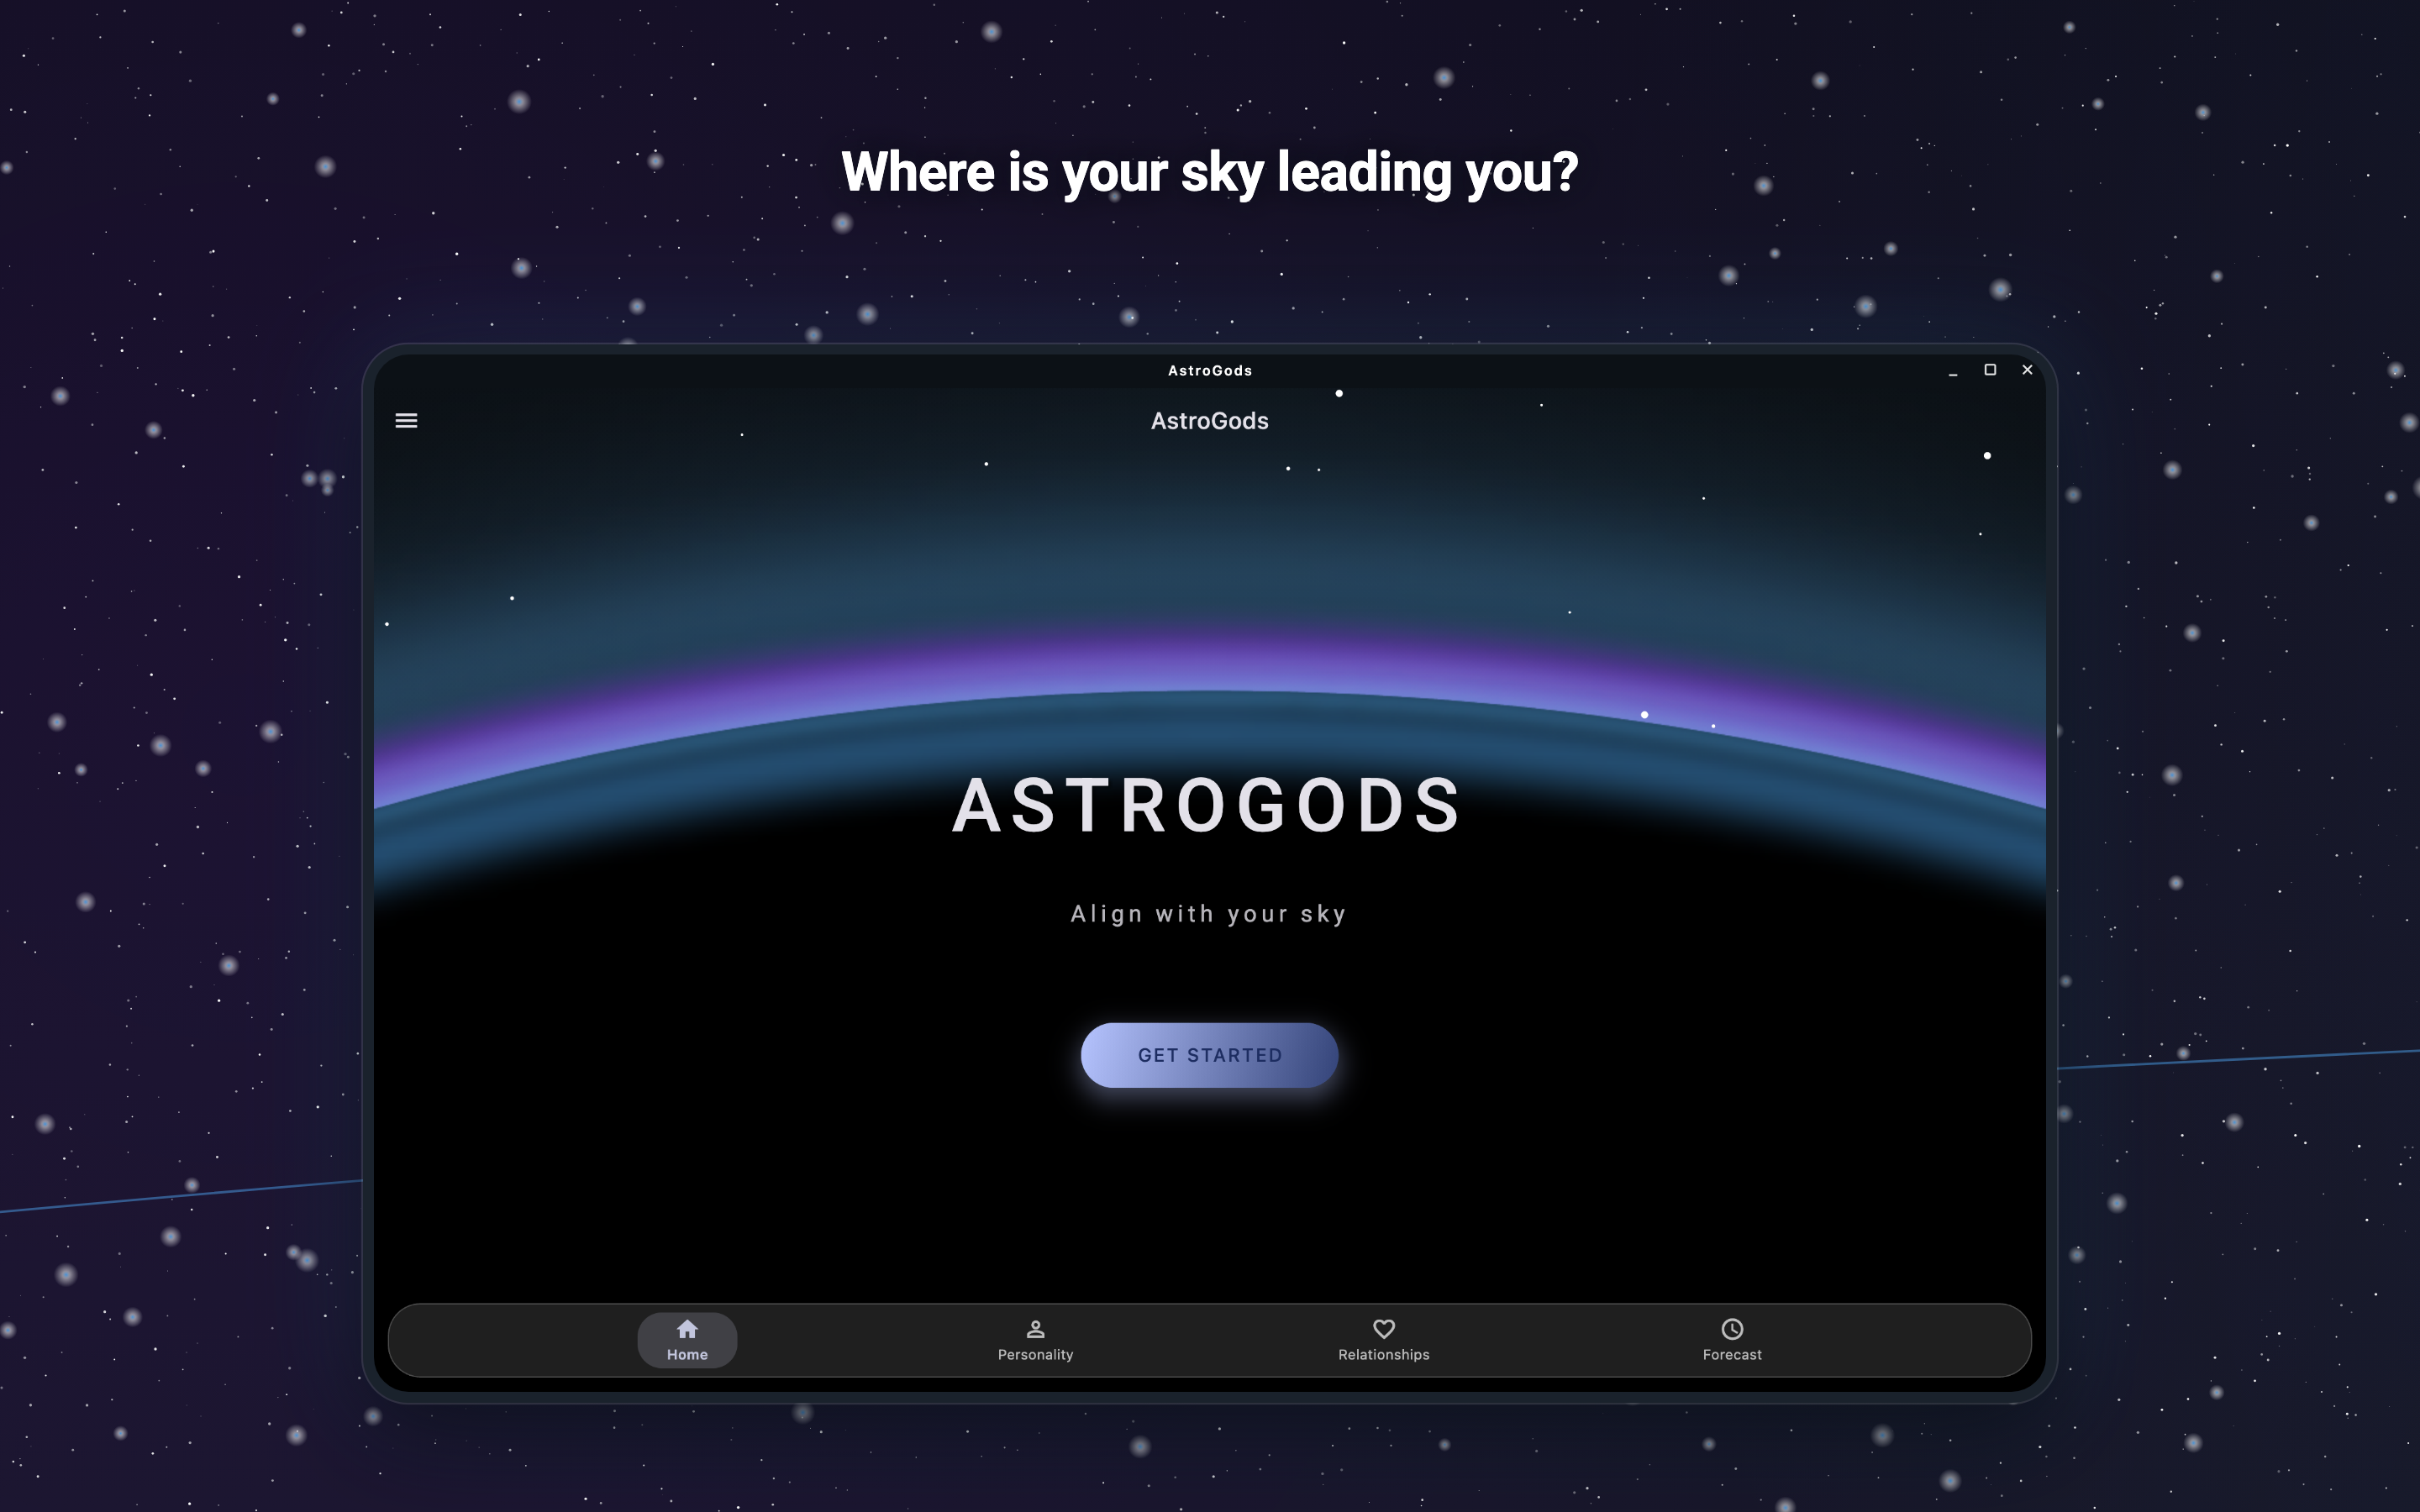 Where is your sky leading you?
AstroGods
AstroGods
ASTROGODS
Align with your sky
GET STARTED
Home
Personality
Relationships
Forecast